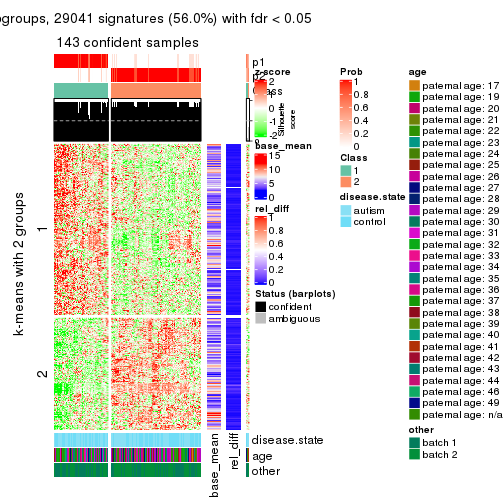 ogroups, 29041 signatures (56.0%) with fdr < 0.05
143 confident samples
p1
p2
Class
Silhouette
score
k-means with 2 groups
1
2
base_mean
rel_diff
disease.state
age
other
z-score
2
1
0
-1
-2
base_mean
15
10
5
0
rel_diff
1
0.8
0.6
0.4
0.2
0
Status (barplots)
confident
ambiguous
Prob
1
0.8
0.6
0.4
0.2
0
Class
1
2
disease.state
autism
control
age
paternal age: 17
paternal age: 19
paternal age: 20
paternal age: 21
paternal age: 22
paternal age: 23
paternal age: 24
paternal age: 25
paternal age: 26
paternal age: 27
paternal age: 28
paternal age: 29
paternal age: 30
paternal age: 31
paternal age: 32
paternal age: 33
paternal age: 34
paternal age: 35
paternal age: 36
paternal age: 37
paternal age: 38
paternal age: 39
paternal age: 40
paternal age: 41
paternal age: 42
paternal age: 43
paternal age: 44
paternal age: 46
paternal age: 49
paternal age: n/a
other
batch 1
batch 2